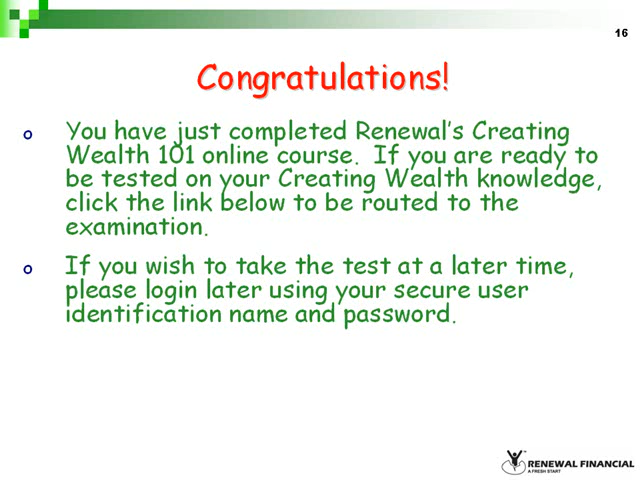 16
Congratulations!
o You have just completed Renewal's Creating
Wealth 101 online course. If you are ready to
be tested on your Creating Wealth knowledge,
click the link below to be routed to the
examination.
o If you wish to take the test at a later time,
please login later using your secure user
identification name and password.
RENEWAL FINANCIAL
A FRESH START